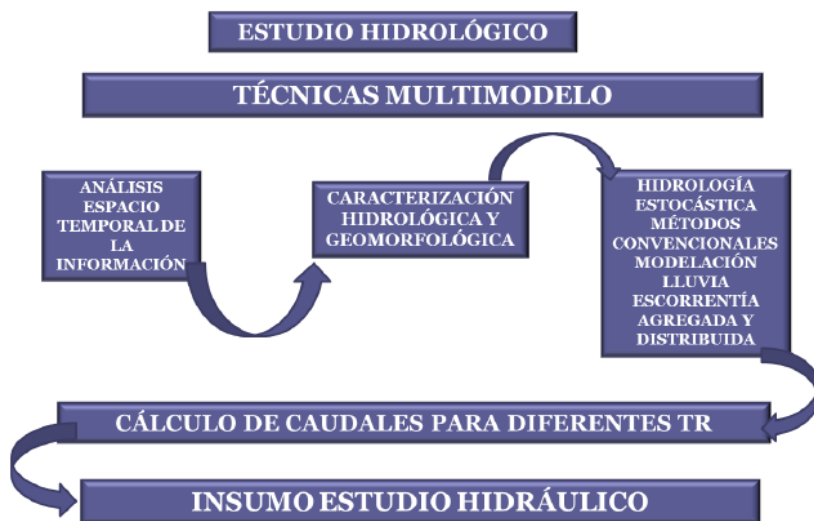 ESTUDIO HIDROLÓGICO
TÉCNICAS MULTIMODELO
ANÁLISIS
ESPACIO
TEMPORAL DE
LA
INFORMACIÓN
CARACTERIZACIÓN
HIDROLÓGICA Y
GEOMORFOLÓGICA
HIDROLOGÍA
ESTOCÁSTICA
MÉTODOS
CONVENCIONALES
MODELACIÓN
LLUVIA
ESCORRENTÍA
AGREGADA Y
DISTRIBUIDA
CÁLCULO DE CAUDALES PARA DIFERENTES TR
INSUMO ESTUDIO HIDRÁULICO